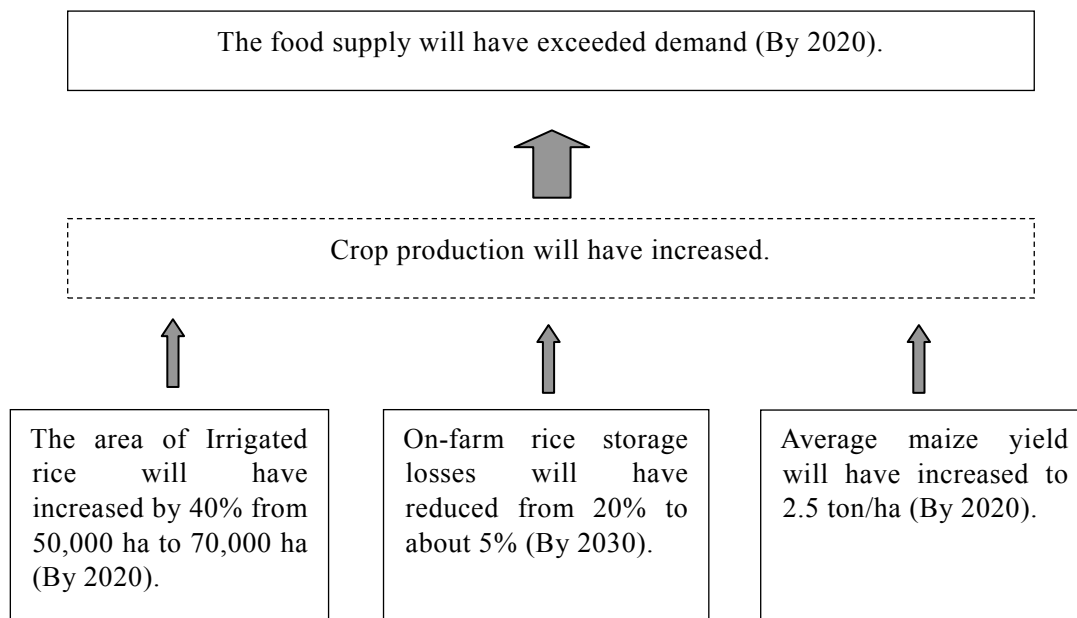 The food supply will have exceeded demand (By 2020).
Crop production will have increased.
The area of Irrigated
rice will have
increased by 40% from
50,000 ha to 70,000 ha
(By 2020).
On-farm rice storage
losses will have
reduced from 20% to
about 5% (By 2030).
Average maize yield
will have increased to
2.5 ton/ha (By 2020).